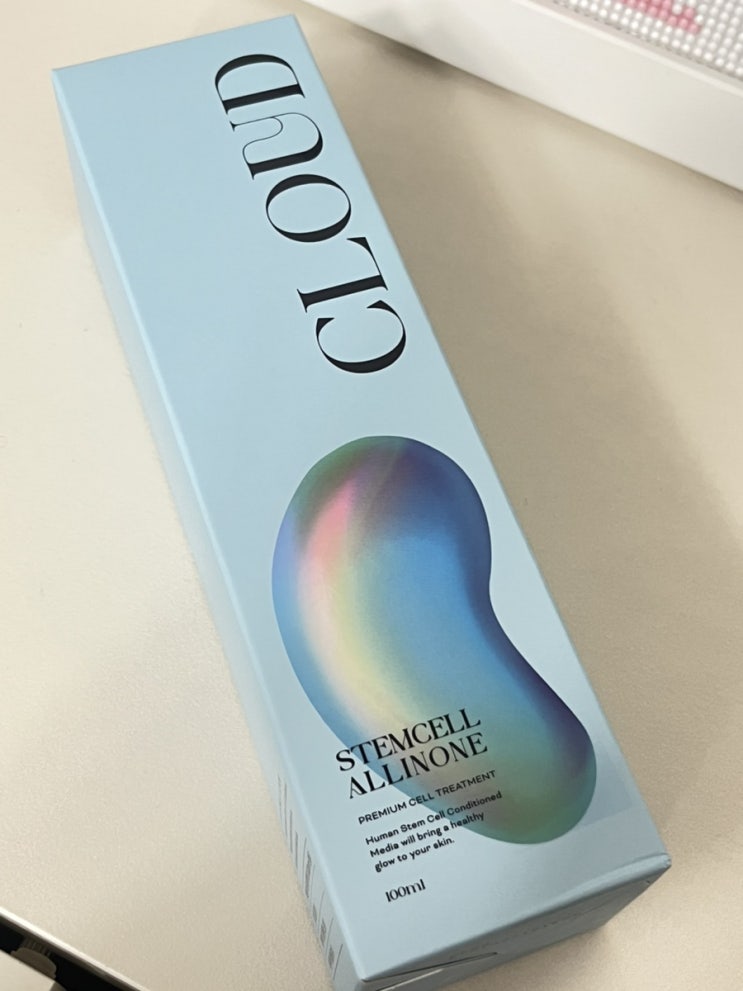 CLOUD
STEMCELL
ALLINONE
PREMIUM CELL TREATMENT
Human Stem Cell Conditioned
Media will bring a healthy
glow to your skin.
100ml